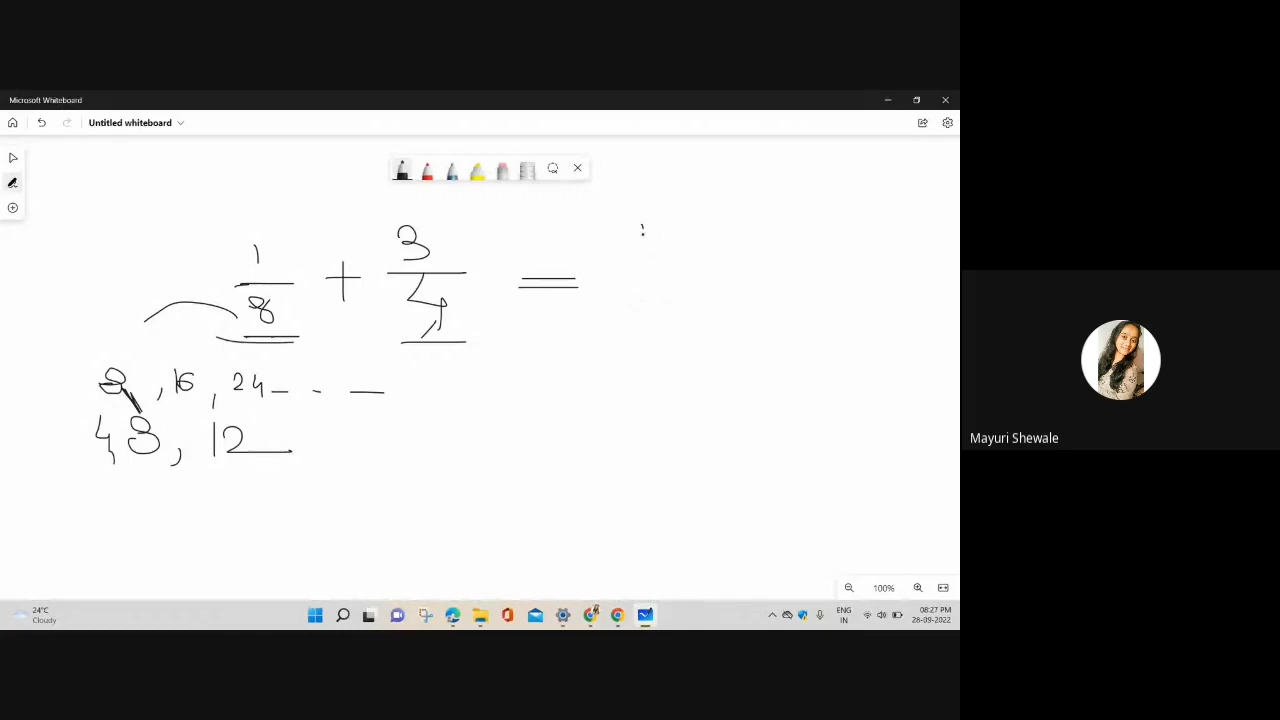 Microsoft Whiteboard
Untitled whiteboard
1/8 + 3/4 =
8, 16, 24 - - -
4, 8, 12
Mayuri Shewale
100%
24°C
Cloudy
ENG
IN
08:27 PM
28-09-2022